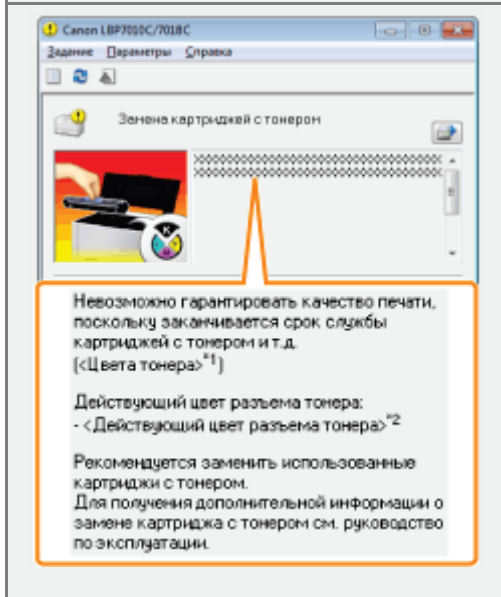 Canon LBP7010C/7018C
Задание Параметры Справка
Замена картриджей с тонером
XXXXXXXXXXXXXXXXXXXXXXXXXXXXXXXXX
XXXXXXXXXXXXXXXXXXXXXXXXXXXXXXXXX
K
Невозможно гарантировать качество печати,
поскольку заканчивается срок службы
картриджей с тонером и т.д.
(<Цвета тонера>*1)
Действующий цвет разъема тонера:
- <Действующий цвет разъема тонера>*2
Рекомендуется заменить использованные
картриджи с тонером.
Для получения дополнительной информации о
замене картриджа с тонером см. руководство
по эксплуатации.